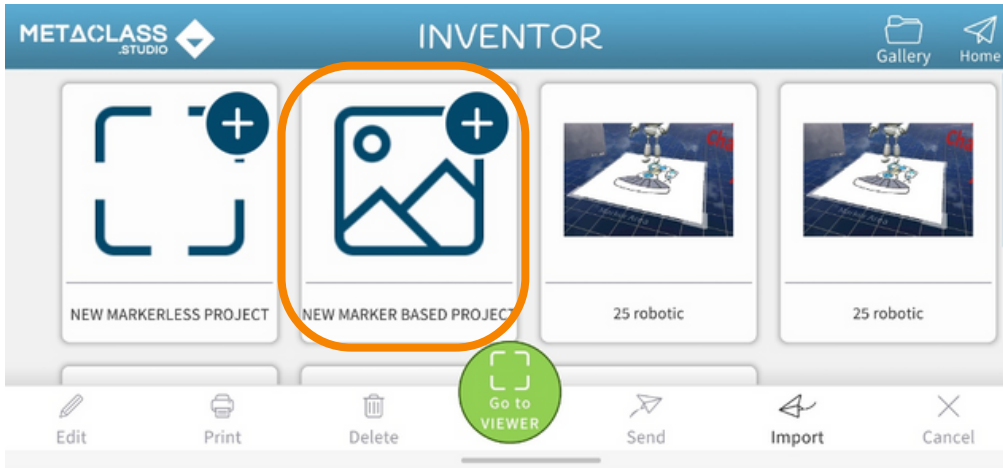 METΔCLASS
.STUDIO
INVENTOR
Gallery
Home
NEW MARKERLESS PROJECT
NEW MARKER BASED PROJECT
25 robotic
25 robotic
Edit
Print
Delete
Go to
VIEWER
Send
Import
Cancel